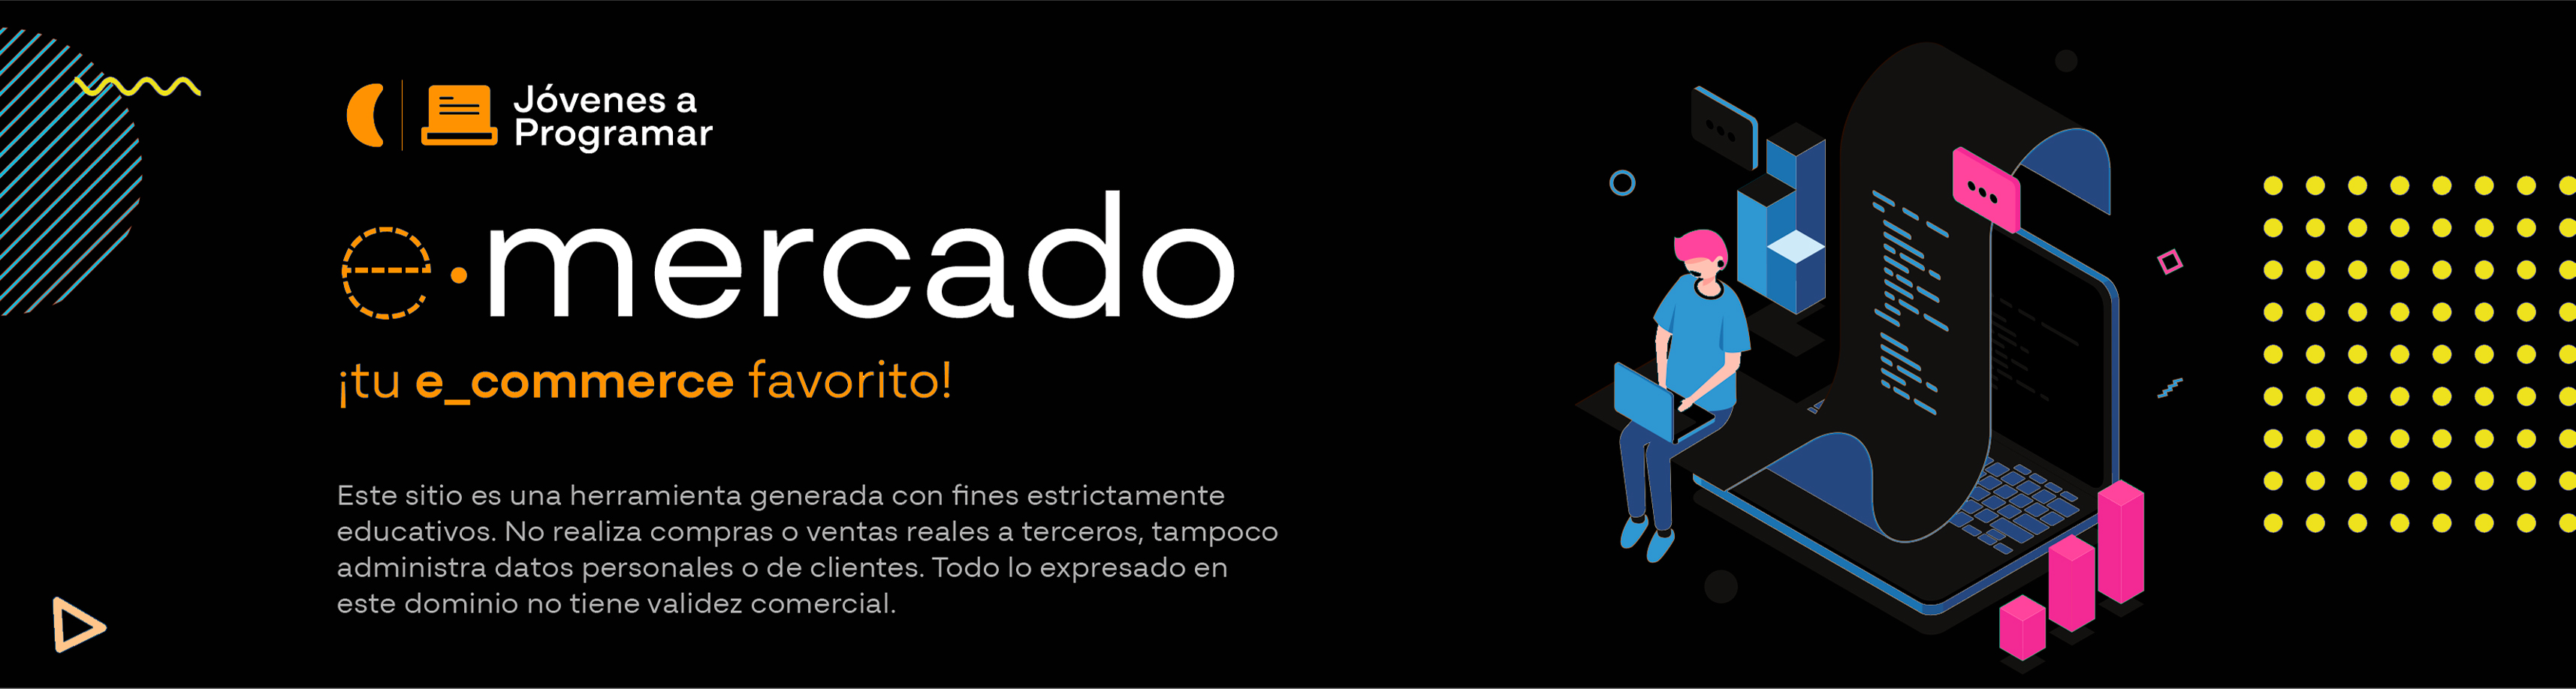 Jóvenes a
Programar
e·mercado
¡tu e_commerce favorito!
Este sitio es una herramienta generada con fines estrictamente
educativos. No realiza compras o ventas reales a terceros, tampoco
administra datos personales o de clientes. Todo lo expresado en
este dominio no tiene validez comercial.